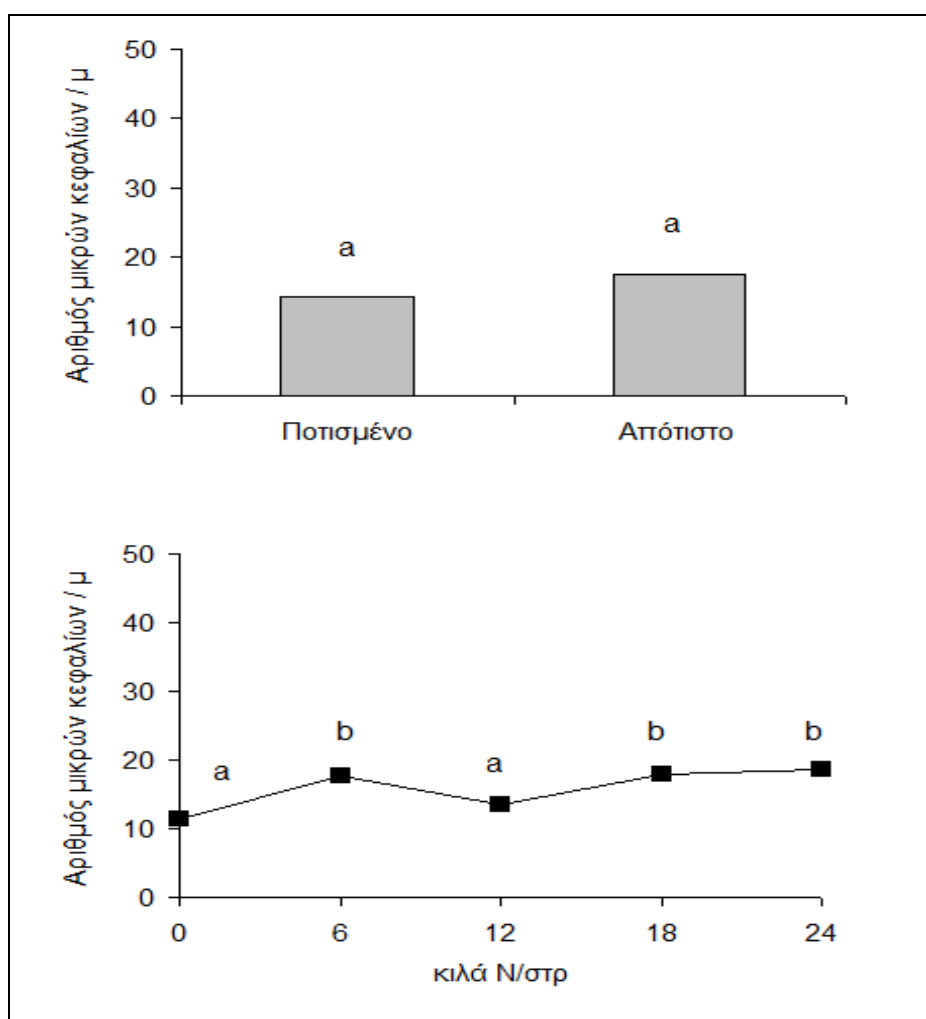 Αριθμός μικρών κεφαλίων / μ
50
40
30
20
10
0
a
a
Ποτισμένο
Απότιστο
Αριθμός μικρών κεφαλίων / μ
50
40
30
20
10
0
a
b
a
b
b
0 6 12 18 24
κιλά Ν/στρ